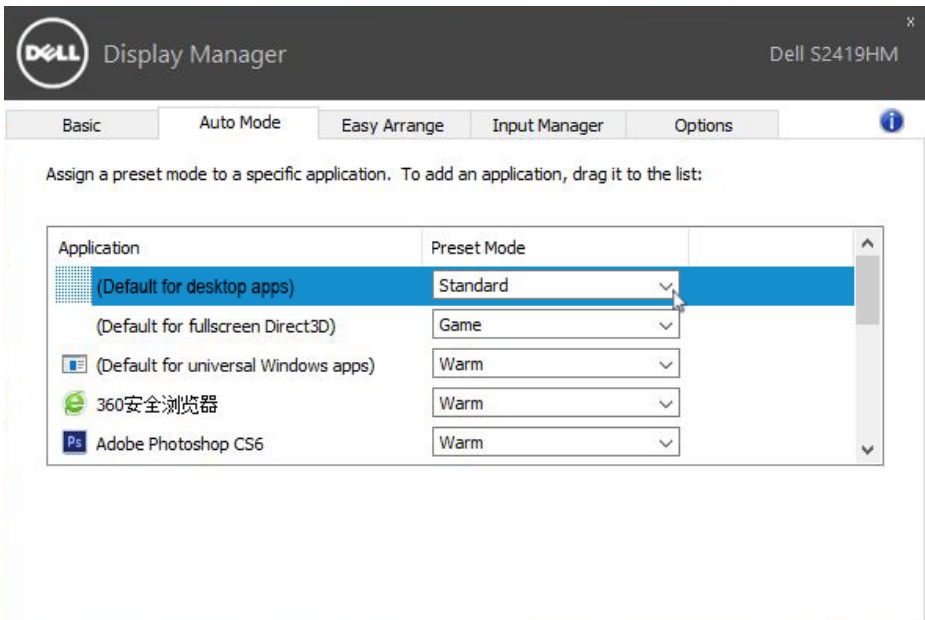 DELL Display Manager
x
Dell S2419HM
Basic Auto Mode Easy Arrange Input Manager Options
Assign a preset mode to a specific application. To add an application, drag it to the list:
Application Preset Mode
(Default for desktop apps) Standard
(Default for fullscreen Direct3D) Game
(Default for universal Windows apps) Warm
360安全浏览器 Warm
Ps Adobe Photoshop CS6 Warm